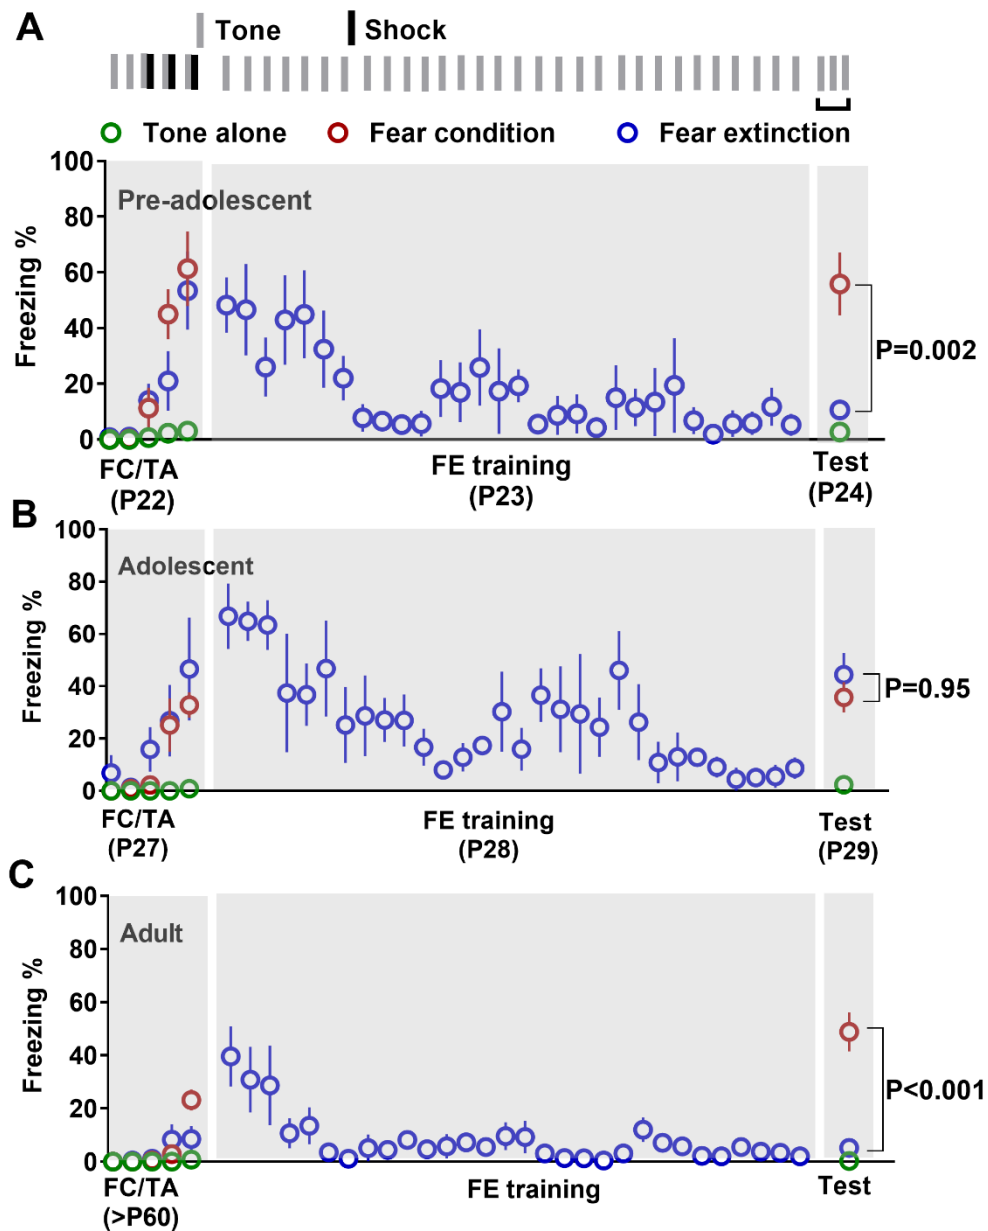 A
Tone Shock
Tone alone Fear condition Fear extinction
100
Pre-adolescent
80
60
40
20
0
Freezing %
P=0.002
FC/TA FE training Test
(P22) (P23) (P24)
B
100
Adolescent
80
60
40
20
0
Freezing %
P=0.95
FC/TA FE training Test
(P27) (P28) (P29)
C
100
Adult
80
60
40
20
0
Freezing %
P<0.001
FC/TA FE training Test
(>P60)